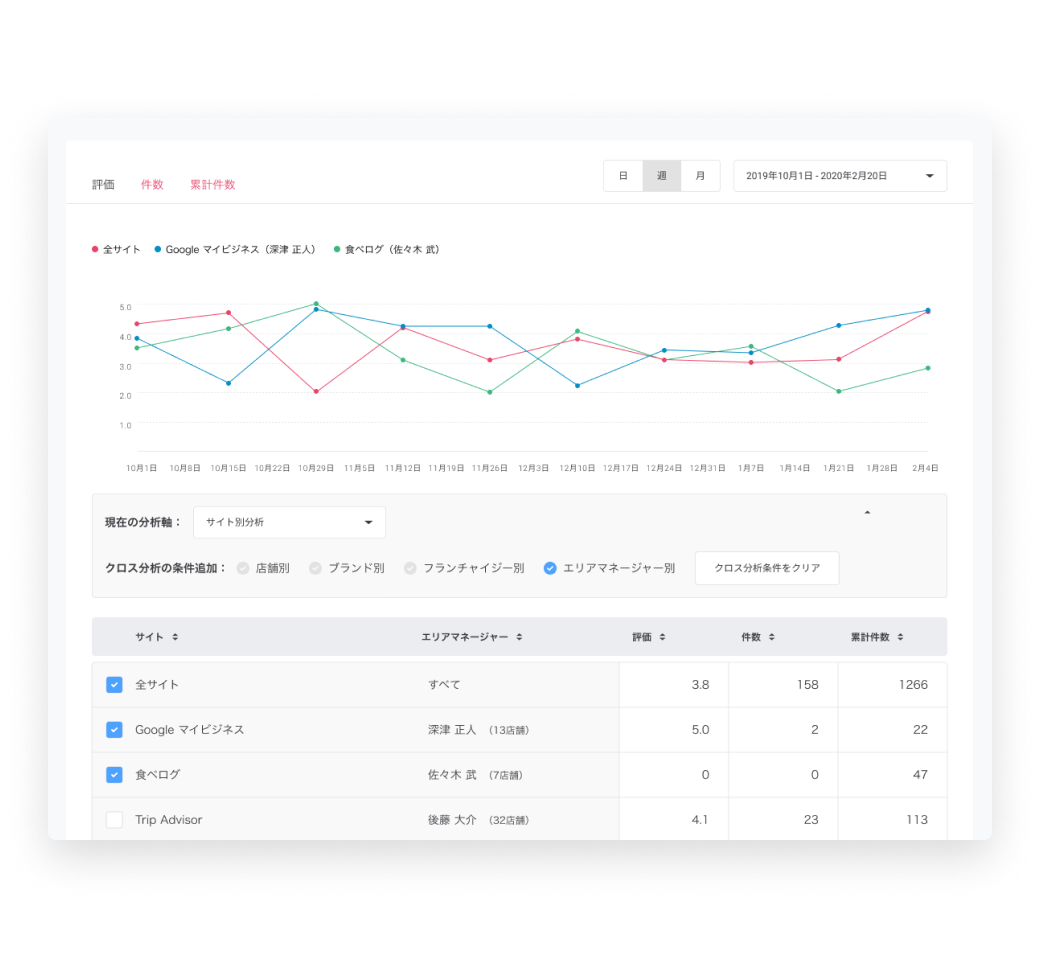 評価 件数 累計件数 日 週 月 2019年10月1日 - 2020年2月20日
全サイト Google マイビジネス（深津 正人） 食べログ（佐々木 武）
5.0
4.0
3.0
2.0
1.0
10月1日 10月8日 10月15日 10月22日 10月29日 11月5日 11月12日 11月19日 11月26日 12月3日 12月10日 12月17日 12月24日 12月31日 1月7日 1月14日 1月21日 1月28日 2月4日
現在の分析軸： サイト別分析
クロス分析の条件追加： 店舗別 ブランド別 フランチャイジー別 エリアマネージャー別 クロス分析条件をクリア
サイト エリアマネージャー 評価 件数 累計件数
全サイト すべて 3.8 158 1266
Google マイビジネス 深津 正人 （13店舗） 5.0 2 22
食べログ 佐々木 武 （7店舗） 0 0 47
Trip Advisor 後藤 大介 （32店舗） 4.1 23 113